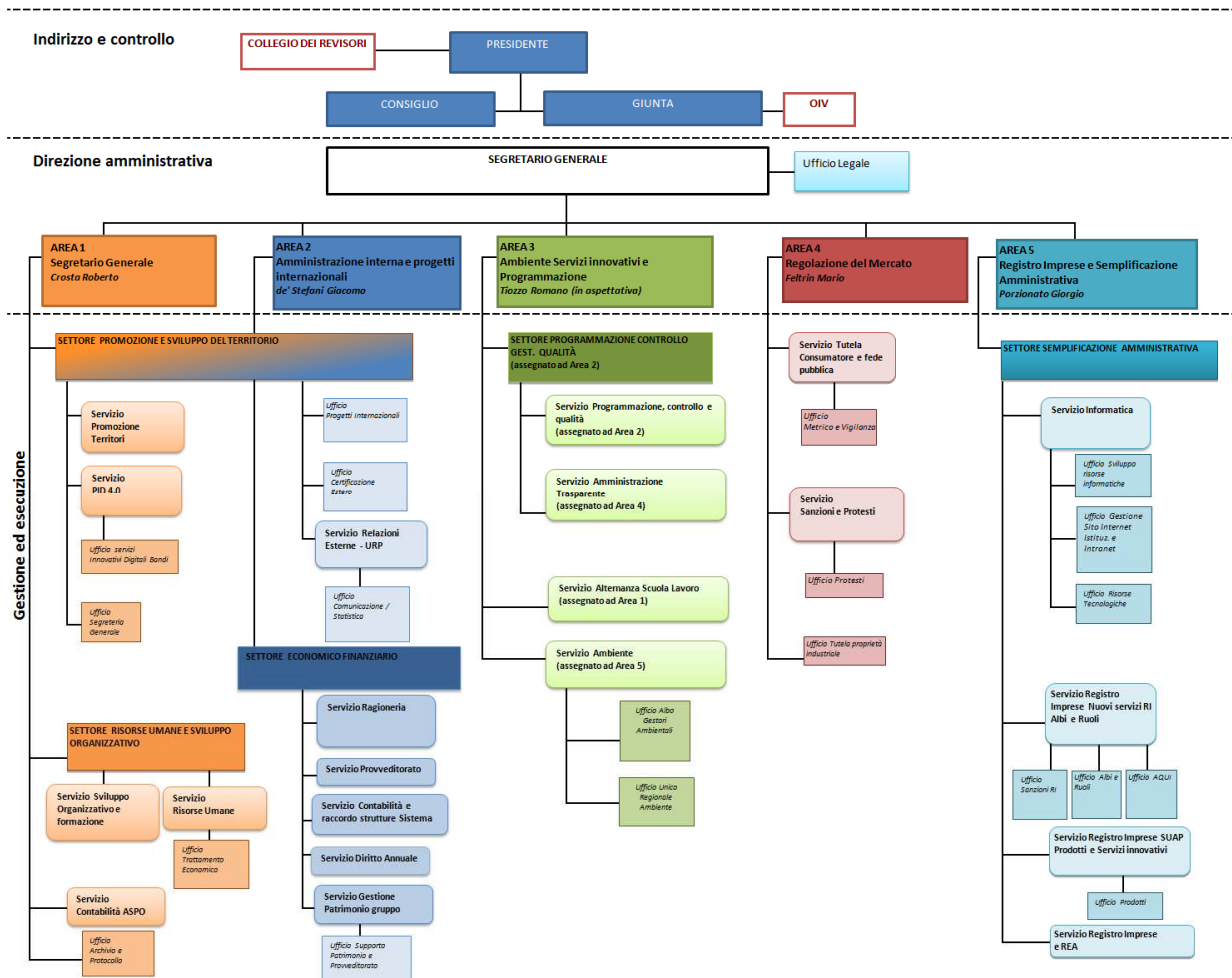 Indirizzo e controllo
COLLEGIO DEI REVISORI
PRESIDENTE
CONSIGLIO
GIUNTA
OIV
Direzione amministrativa
SEGRETARIO GENERALE
Ufficio Legale
AREA 1
Segretario Generale
Crosta Roberto
AREA 2
Amministrazione interna e progetti
internazionali
de' Stefani Giacomo
AREA 3
Ambiente Servizi innovativi e
Programmazione
Tiozzo Romano (in aspettativa)
AREA 4
Regolazione del Mercato
Feltrin Mario
AREA 5
Registro Imprese e Semplificazione
Amministrativa
Porzionato Giorgio
Gestione ed esecuzione
SETTORE PROMOZIONE E SVILUPPO DEL TERRITORIO
Servizio
Promozione
Territori
Servizio
PID 4.0
Ufficio servizi
Innovativi Digitali Bandi
Ufficio
Segreteria
Generale
Ufficio
Progetti Internazionali
Ufficio
Certificazione
Estero
Servizio Relazioni
Esterne - URP
Ufficio
Comunicazione /
Statistica
SETTORE ECONOMICO FINANZIARIO
Servizio Ragioneria
Servizio Provveditorato
Servizio Contabilità e
raccordo strutture Sistema
Servizio Diritto Annuale
Servizio Gestione
Patrimonio gruppo
Ufficio Supporto
Patrimonio e
Provveditorato
SETTORE RISORSE UMANE E SVILUPPO
ORGANIZZATIVO
Servizio Sviluppo
Organizzativo e
formazione
Servizio
Risorse Umane
Ufficio
Trattamento
Economico
Servizio
Contabilità ASPO
Ufficio
Archivio e
Protocollo
SETTORE PROGRAMMAZIONE CONTROLLO
GEST. QUALITÀ
(assegnato ad Area 2)
Servizio Programmazione, controllo e
qualità
(assegnato ad Area 2)
Servizio Amministrazione
Trasparente
(assegnato ad Area 4)
Servizio Alternanza Scuola Lavoro
(assegnato ad Area 1)
Servizio Ambiente
(assegnato ad Area 5)
Ufficio Albo
Gestori
Ambientali
Ufficio Unico
Regionale
Ambiente
Servizio Tutela
Consumatore e fede
pubblica
Ufficio
Metrico e Vigilanza
Servizio
Sanzioni e Protesti
Ufficio Protesti
Ufficio Tutela proprietà
industriale
SETTORE SEMPLIFICAZIONE AMMINISTRATIVA
Servizio Informatica
Ufficio Sviluppo
risorse
informatiche
Ufficio Gestione
Sito Internet
Istituz. e
Intranet
Ufficio Risorse
Tecnologiche
Servizio Registro
Imprese Nuovi servizi RI
Albi e Ruoli
Ufficio
Sanzioni RI
Ufficio Albi e
Ruoli
Ufficio AQUI
Servizio Registro Imprese SUAP
Prodotti e Servizi innovativi
Ufficio Prodotti
Servizio Registro Imprese
e REA